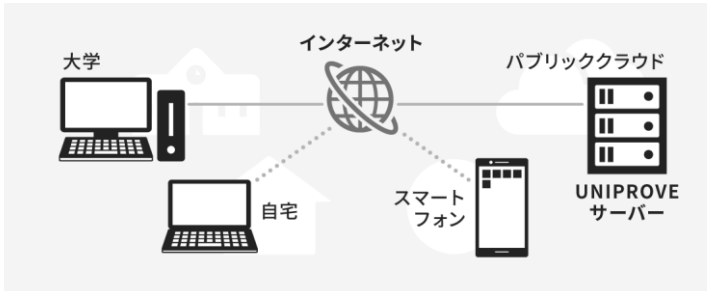 インターネット
大学
パブリッククラウド
自宅
スマート
フォン
UNIPROVE
サーバー